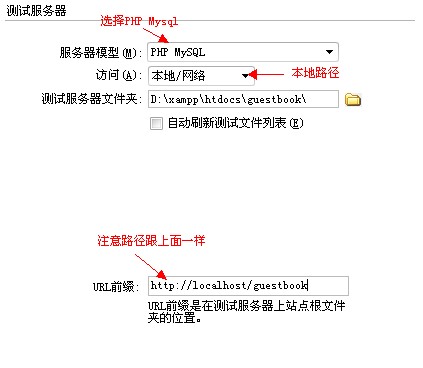 测试服务器
选择PHP Mysql
服务器模型(M): PHP MySQL
访问(A): 本地/网络 本地路径
测试服务器文件夹: D:\xampp\htdocs\guestbook\
自动刷新测试文件列表(E)
注意路径跟上面一样
URL前缀: http://localhost/guestbook
URL前缀是在测试服务器上站点根文件
夹的位置。